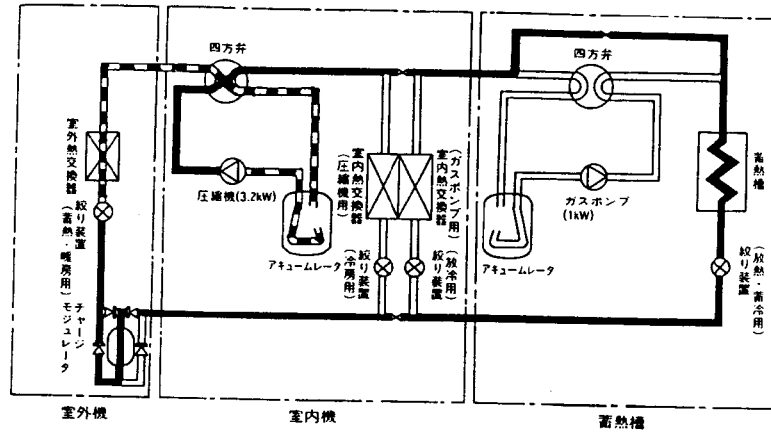 四方弁
室外熱交換器
圧縮機(3.2kW)
アキュームレータ
絞り装置
(蓄熱・暖房用)
チャージ
モジュレータ
室内熱交換器
(圧縮機用)
室内熱交換器
(ガスポンプ用)
絞り装置
(冷房用)
絞り装置
(放冷用)
四方弁
ガスポンプ
(1kW)
アキュームレータ
蓄熱槽
絞り装置
(放熱・蓄冷用)
室外機
室内機
蓄熱槽